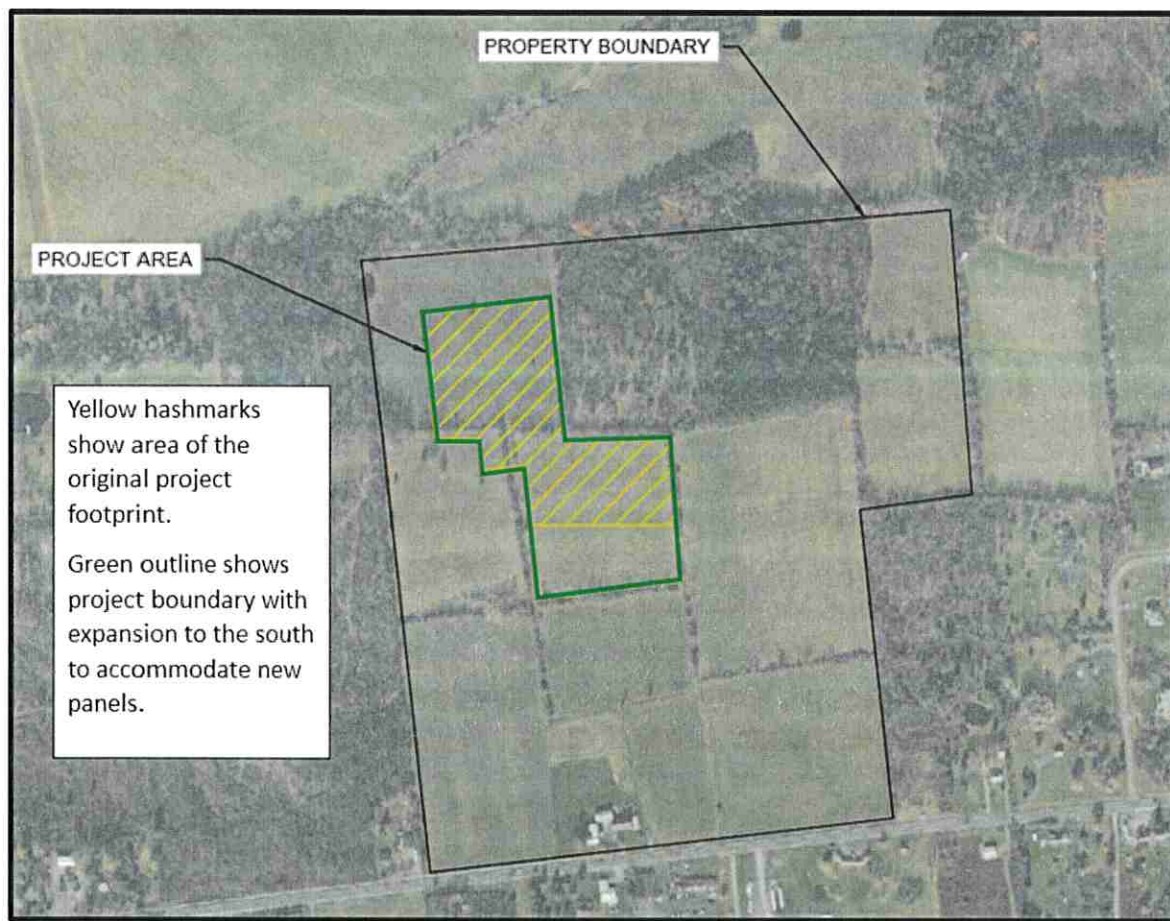 PROPERTY BOUNDARY
PROJECT AREA
Yellow hashmarks
show area of the
original project
footprint.
Green outline shows
project boundary with
expansion to the south
to accommodate new
panels.